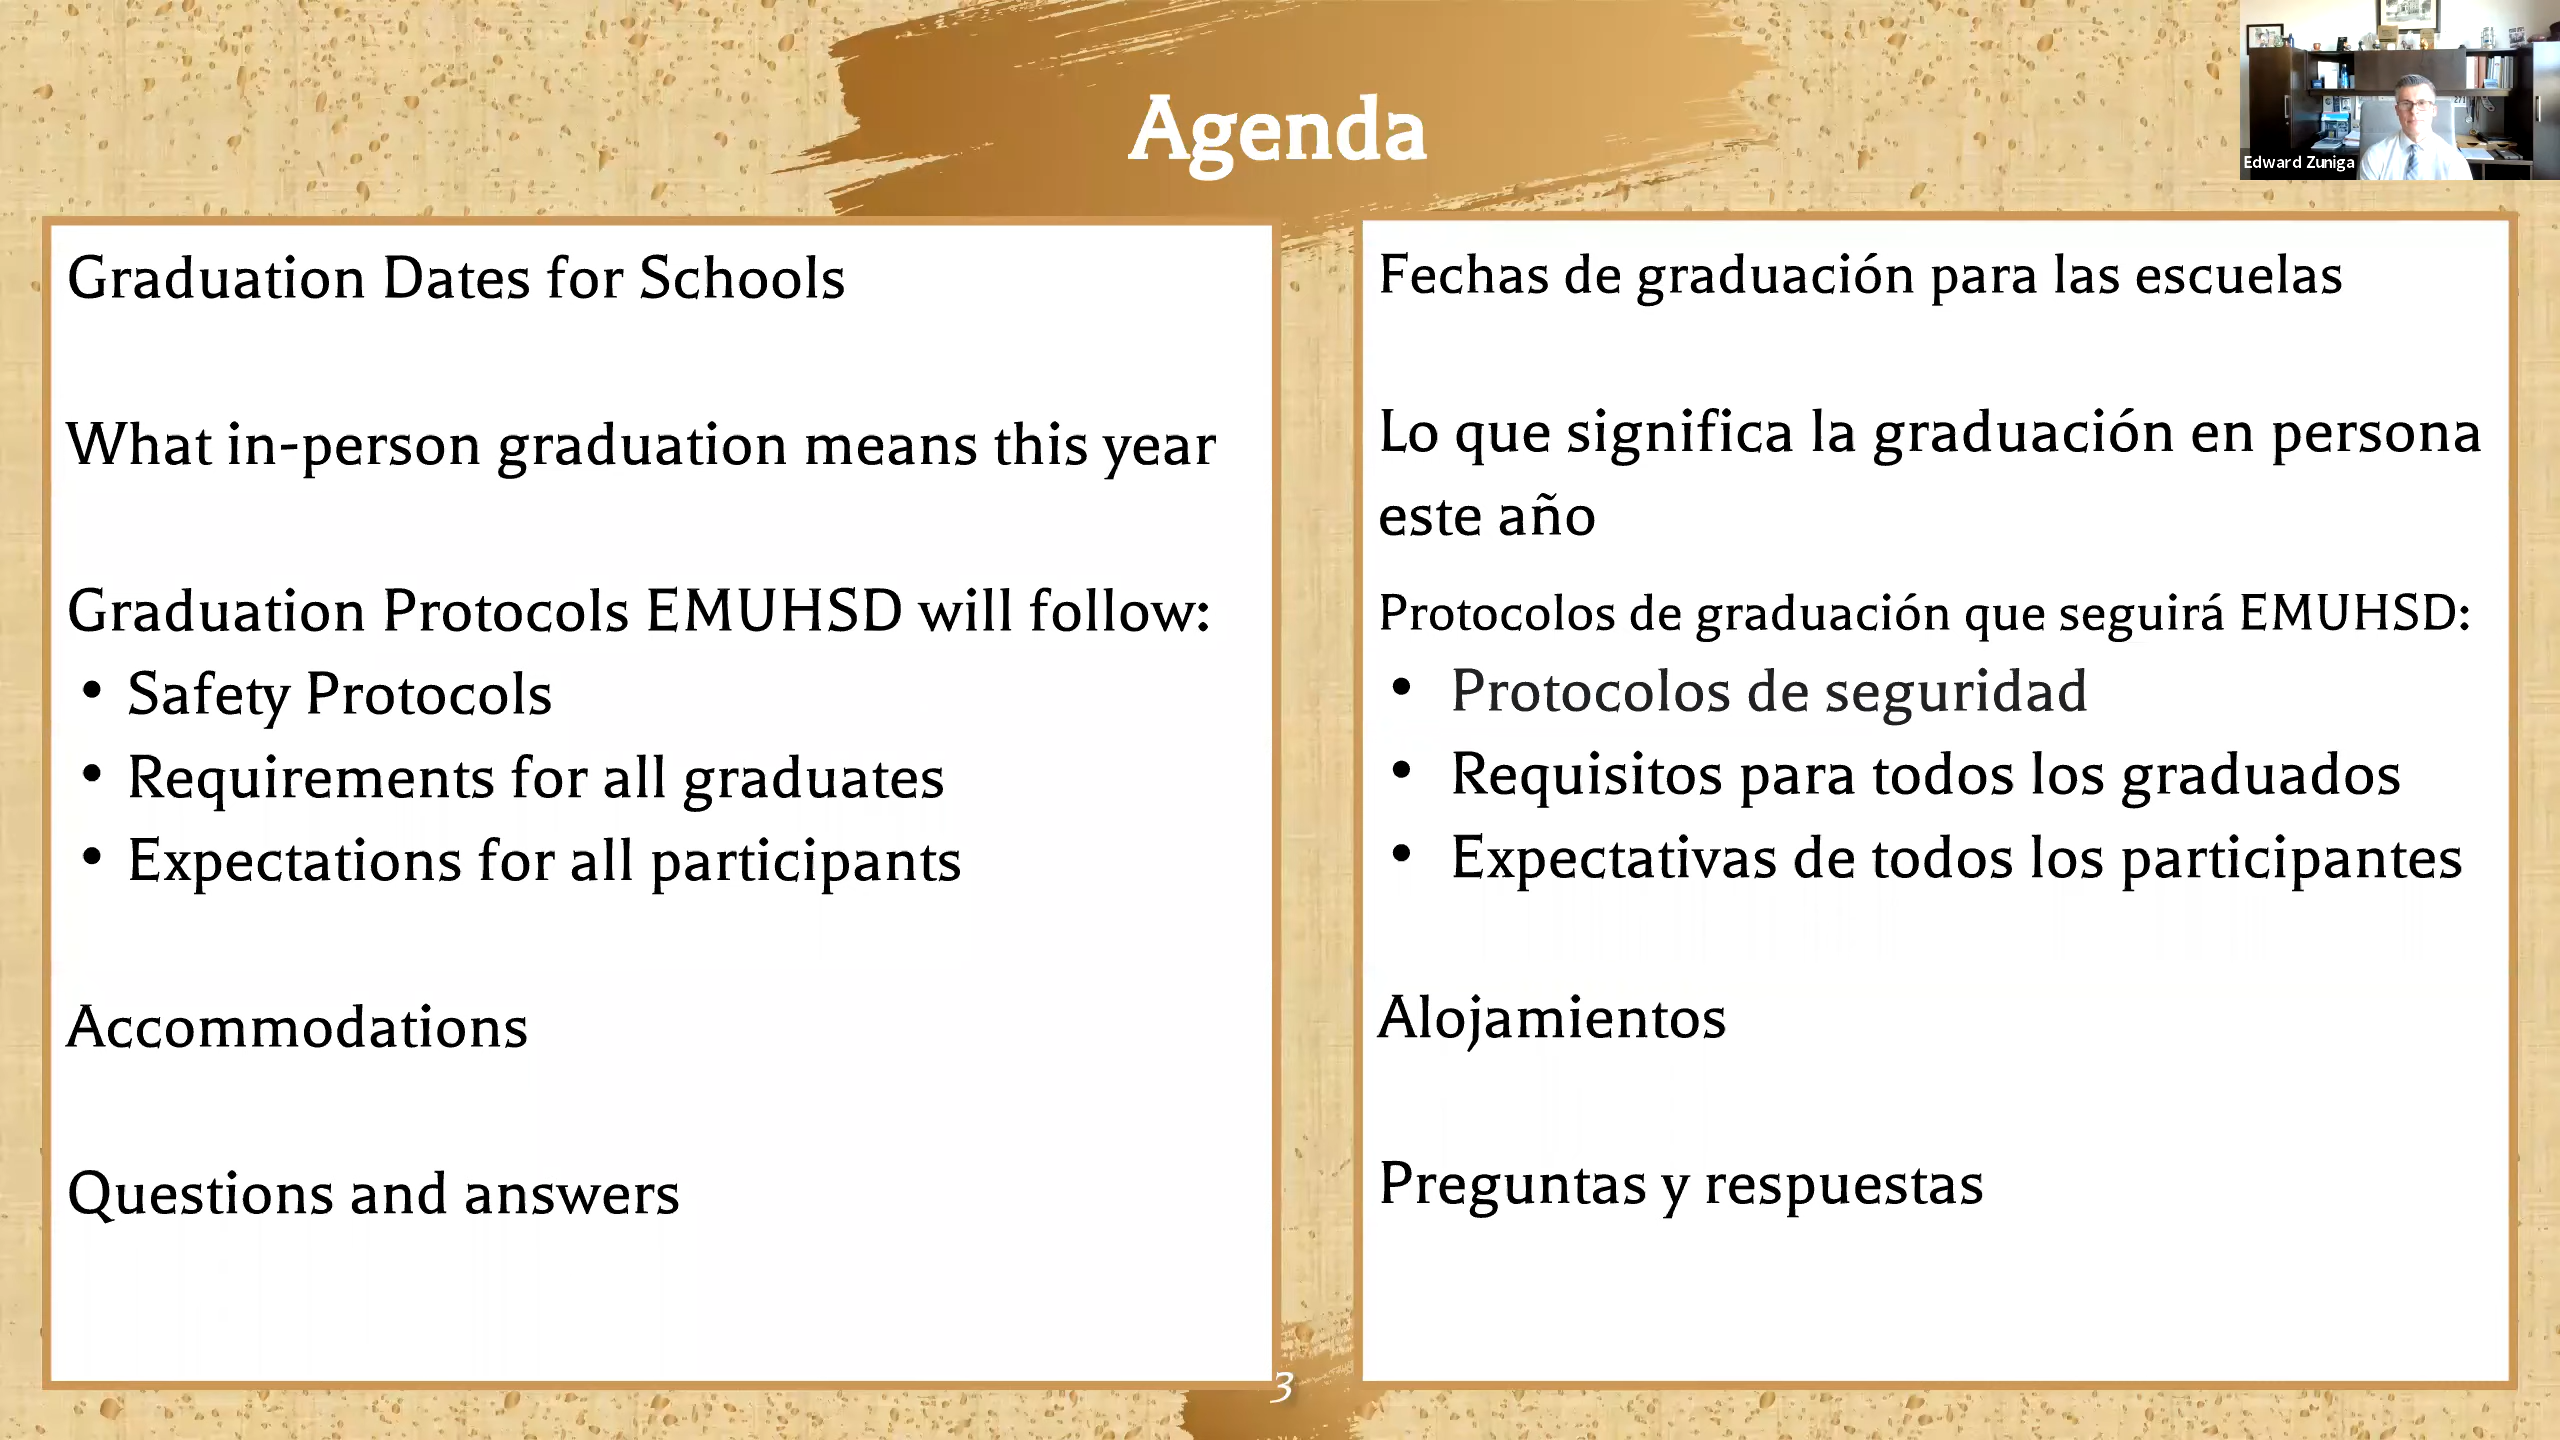 Agenda
Edward Zuniga
Graduation Dates for Schools
What in-person graduation means this year
Graduation Protocols EMUHSD will follow:
• Safety Protocols
• Requirements for all graduates
• Expectations for all participants
Accommodations
Questions and answers
Fechas de graduación para las escuelas
Lo que significa la graduación en persona
este año
Protocolos de graduación que seguirá EMUHSD:
• Protocolos de seguridad
• Requisitos para todos los graduados
• Expectativas de todos los participantes
Alojamientos
Preguntas y respuestas
3